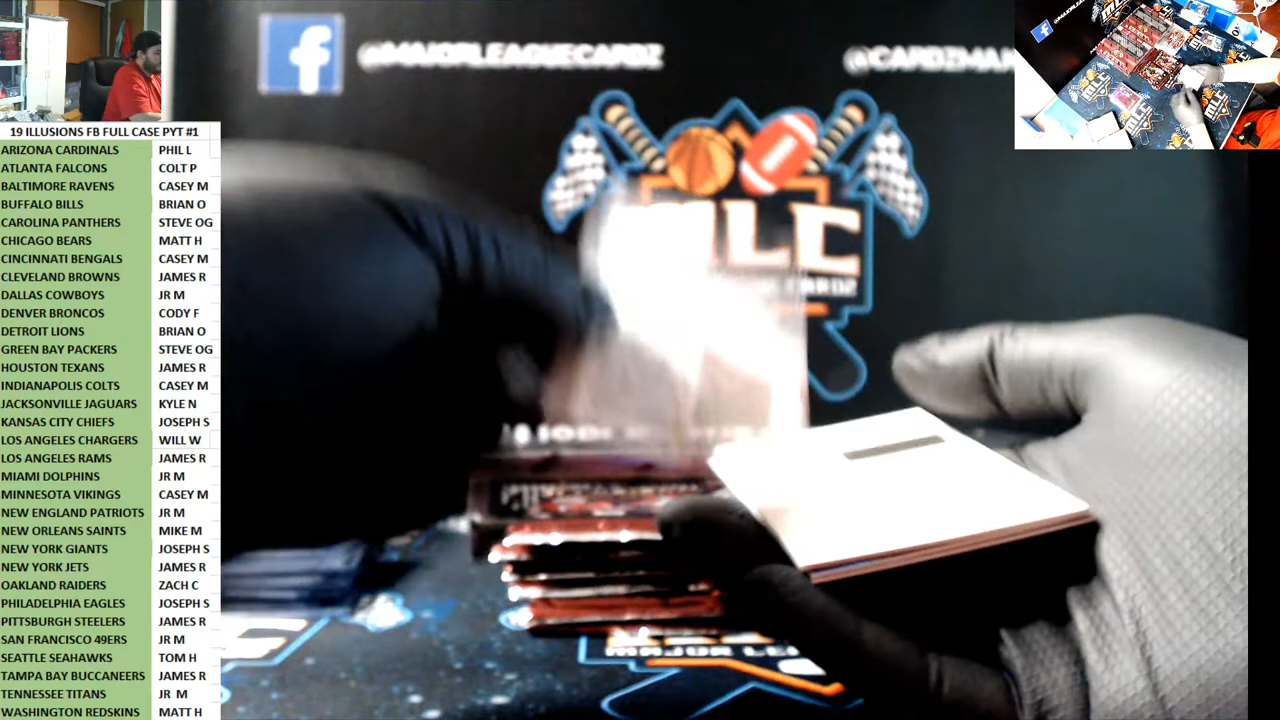 f @MAJORLEAGUECARDZ @CARDZMAN
19 ILLUSIONS FB FULL CASE PYT #1
ARIZONA CARDINALS PHIL L
ATLANTA FALCONS COLT P
BALTIMORE RAVENS CASEY M
BUFFALO BILLS BRIAN O
CAROLINA PANTHERS STEVE OG
CHICAGO BEARS MATT H
CINCINNATI BENGALS CASEY M
CLEVELAND BROWNS JAMES R
DALLAS COWBOYS JR M
DENVER BRONCOS CODY F
DETROIT LIONS BRIAN O
GREEN BAY PACKERS STEVE OG
HOUSTON TEXANS JAMES R
INDIANAPOLIS COLTS CASEY M
JACKSONVILLE JAGUARS KYLE N
KANSAS CITY CHIEFS JOSEPH S
LOS ANGELES CHARGERS WILL W
LOS ANGELES RAMS JAMES R
MIAMI DOLPHINS JR M
MINNESOTA VIKINGS CASEY M
NEW ENGLAND PATRIOTS JR M
NEW ORLEANS SAINTS MIKE M
NEW YORK GIANTS JOSEPH S
NEW YORK JETS JAMES R
OAKLAND RAIDERS ZACH C
PHILADELPHIA EAGLES JOSEPH S
PITTSBURGH STEELERS JAMES R
SAN FRANCISCO 49ERS JR M
SEATTLE SEAHAWKS TOM H
TAMPA BAY BUCCANEERS JAMES R
TENNESSEE TITANS JR M
WASHINGTON REDSKINS MATT H
MLC
MLC